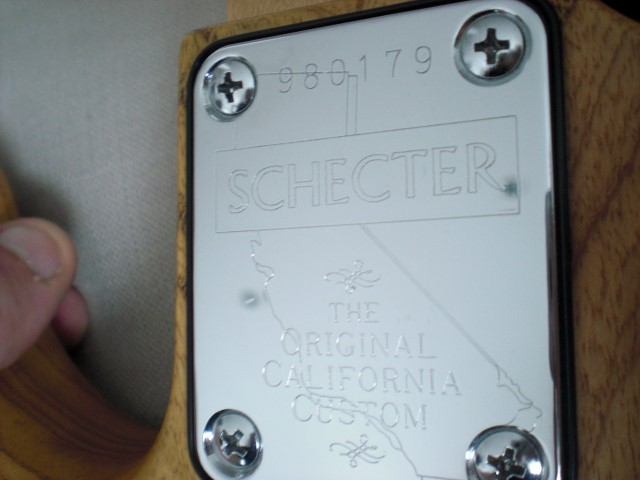 980179
SCHECTER
THE
ORIGINAL
CALIFORNIA
CUSTOM